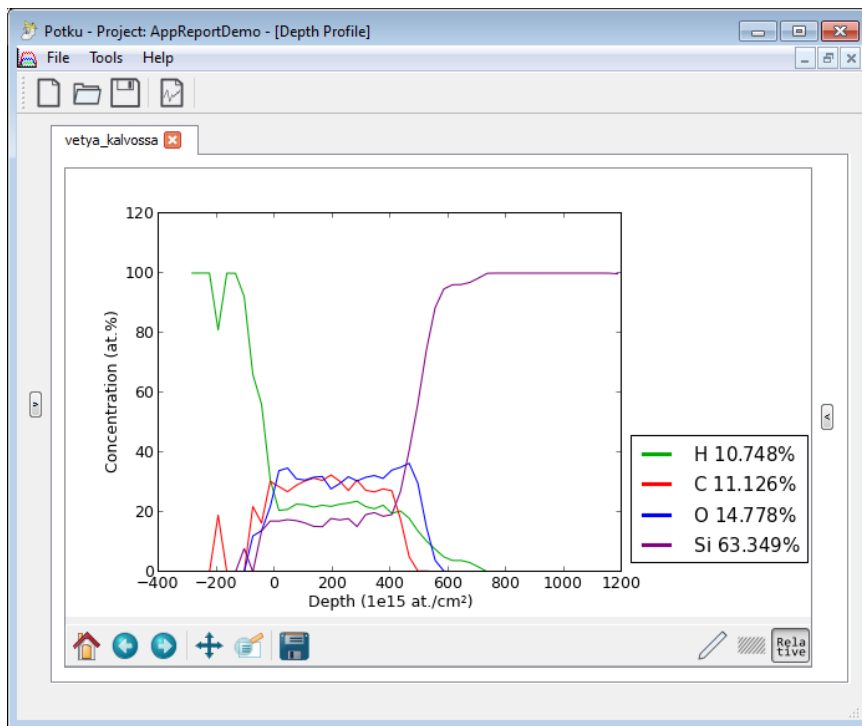 Potku - Project: AppReportDemo - [Depth Profile]
File Tools Help
vetya_kalvossa
120
100
80
60
40
20
0
Concentration (at.%)
−400 −200 0 200 400 600 800 1000 1200
Depth (1e15 at./cm²)
H 10.748%
C 11.126%
O 14.778%
Si 63.349%
Rela
tive